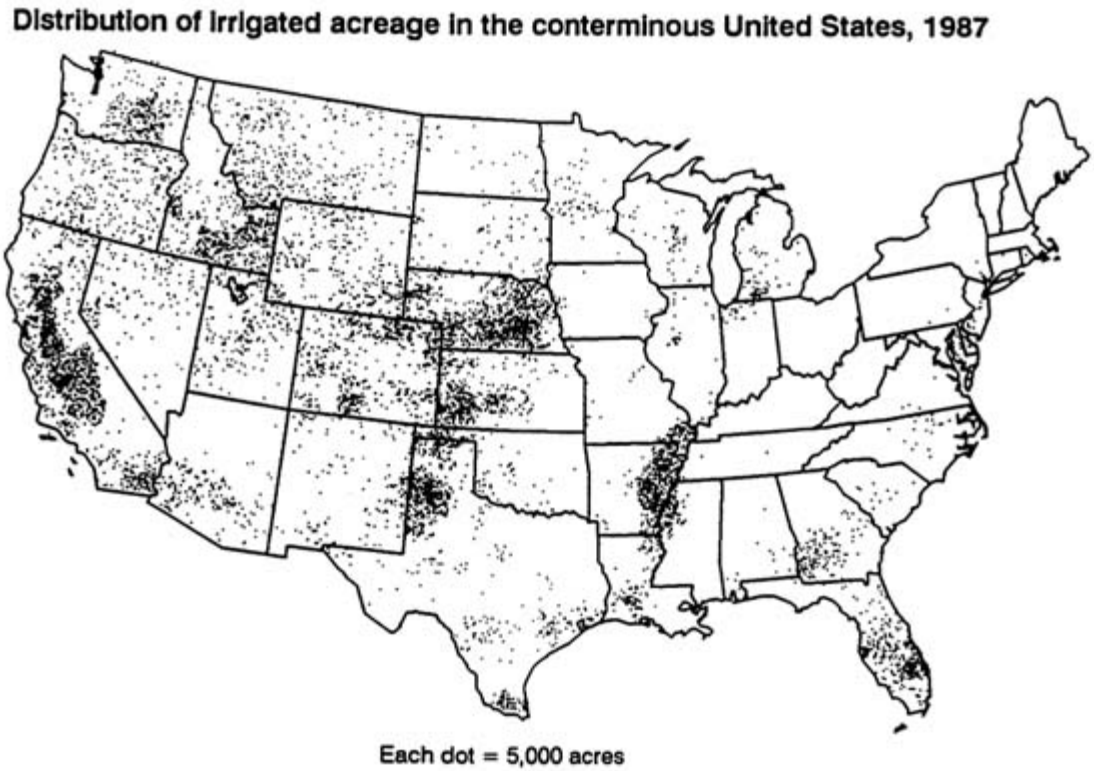 Distribution of irrigated acreage in the conterminous United States, 1987
Each dot = 5,000 acres